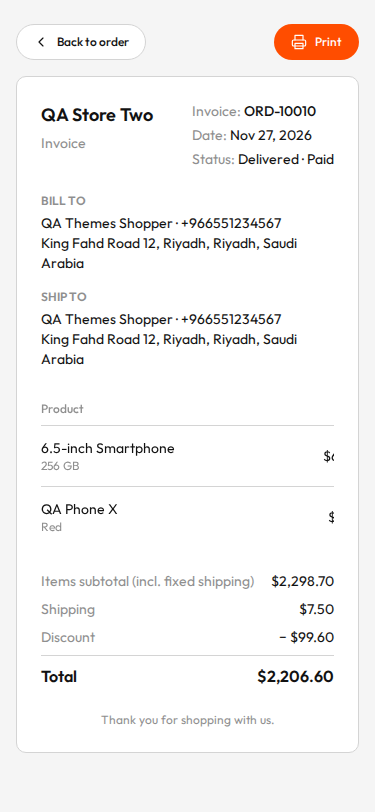 Back to order
Print
QA Store Two
Invoice
Invoice: ORD-10010
Date: Nov 27, 2026
Status: Delivered · Paid
BILL TO
QA Themes Shopper · +966551234567
King Fahd Road 12, Riyadh, Riyadh, Saudi
Arabia
SHIP TO
QA Themes Shopper · +966551234567
King Fahd Road 12, Riyadh, Riyadh, Saudi
Arabia
Product
6.5-inch Smartphone
256 GB
QA Phone X
$
Red
Items subtotal (incl. fixed shipping) $2,298.70
Shipping $7.50
Discount − $99.60
Total $2,206.60
Thank you for shopping with us.